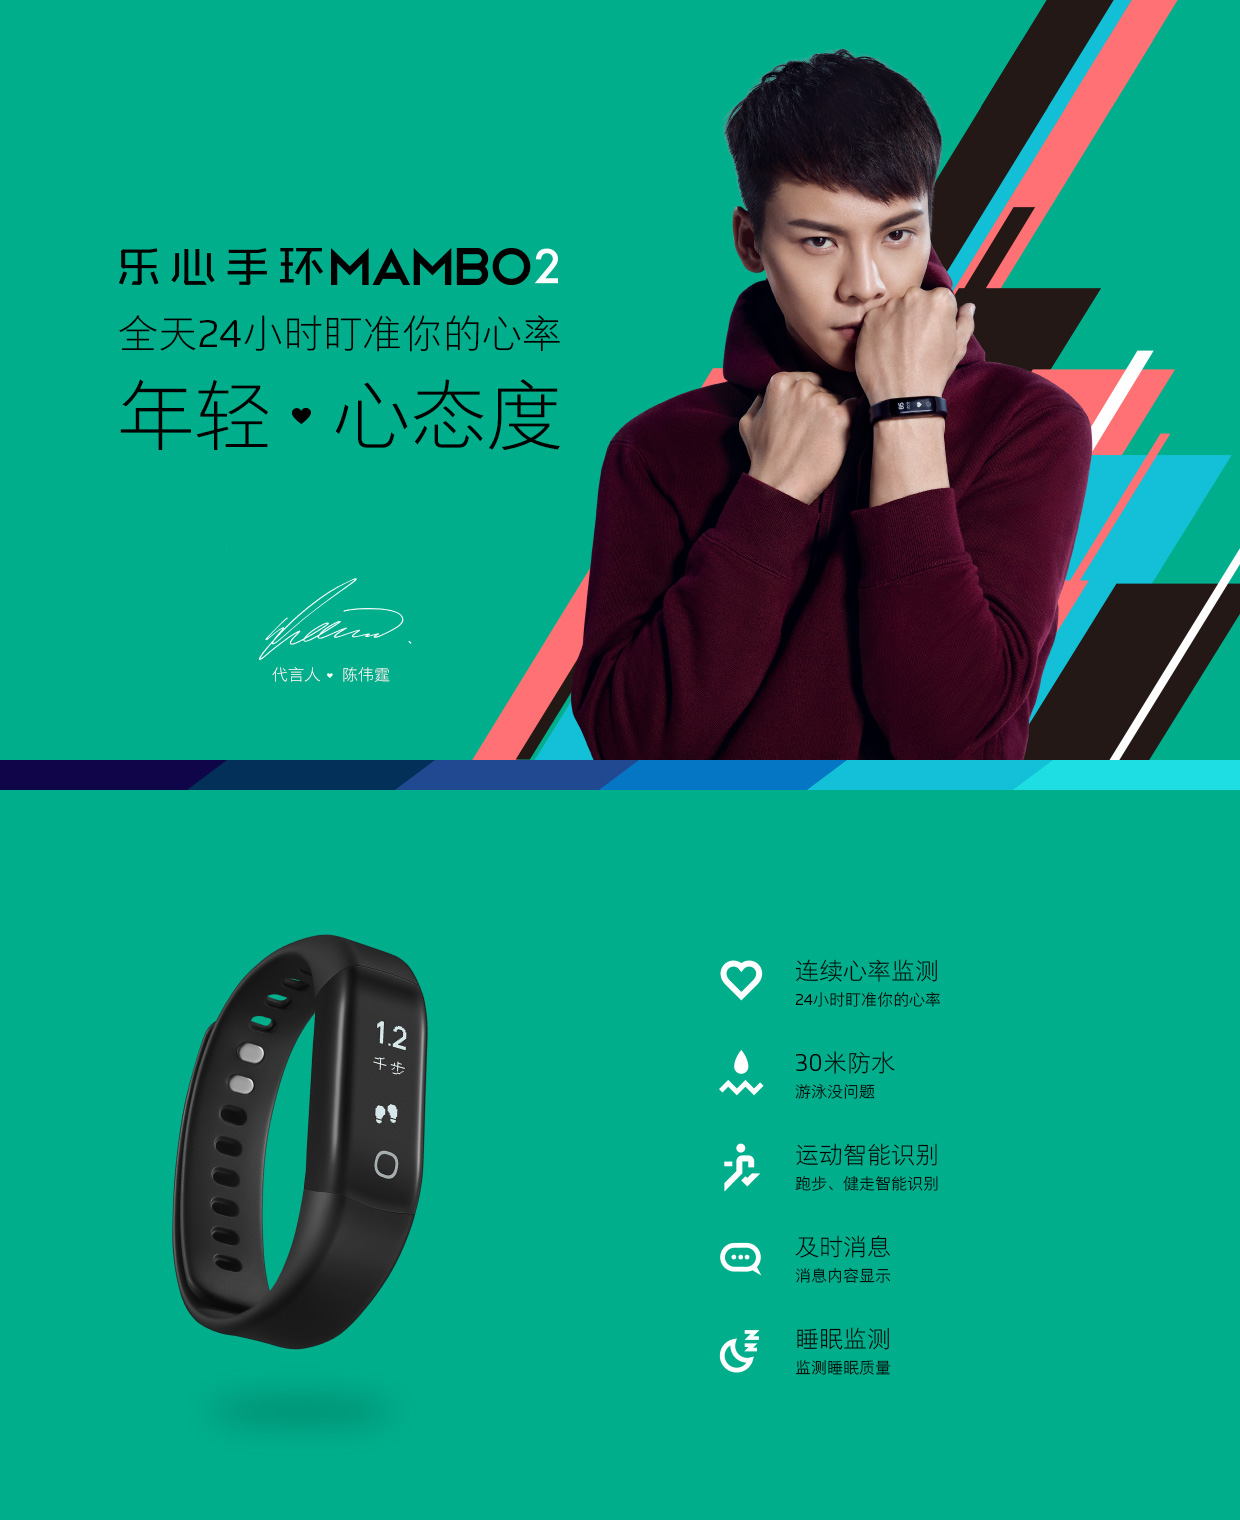 乐心手环MAMBO2
全天24小时盯准你的心率
年轻♥心态度
代言人♥陈伟霆
1.2
千步
连续心率监测
24小时盯准你的心率
30米防水
游泳没问题
运动智能识别
跑步、健走智能识别
及时消息
消息内容显示
睡眠监测
监测睡眠质量